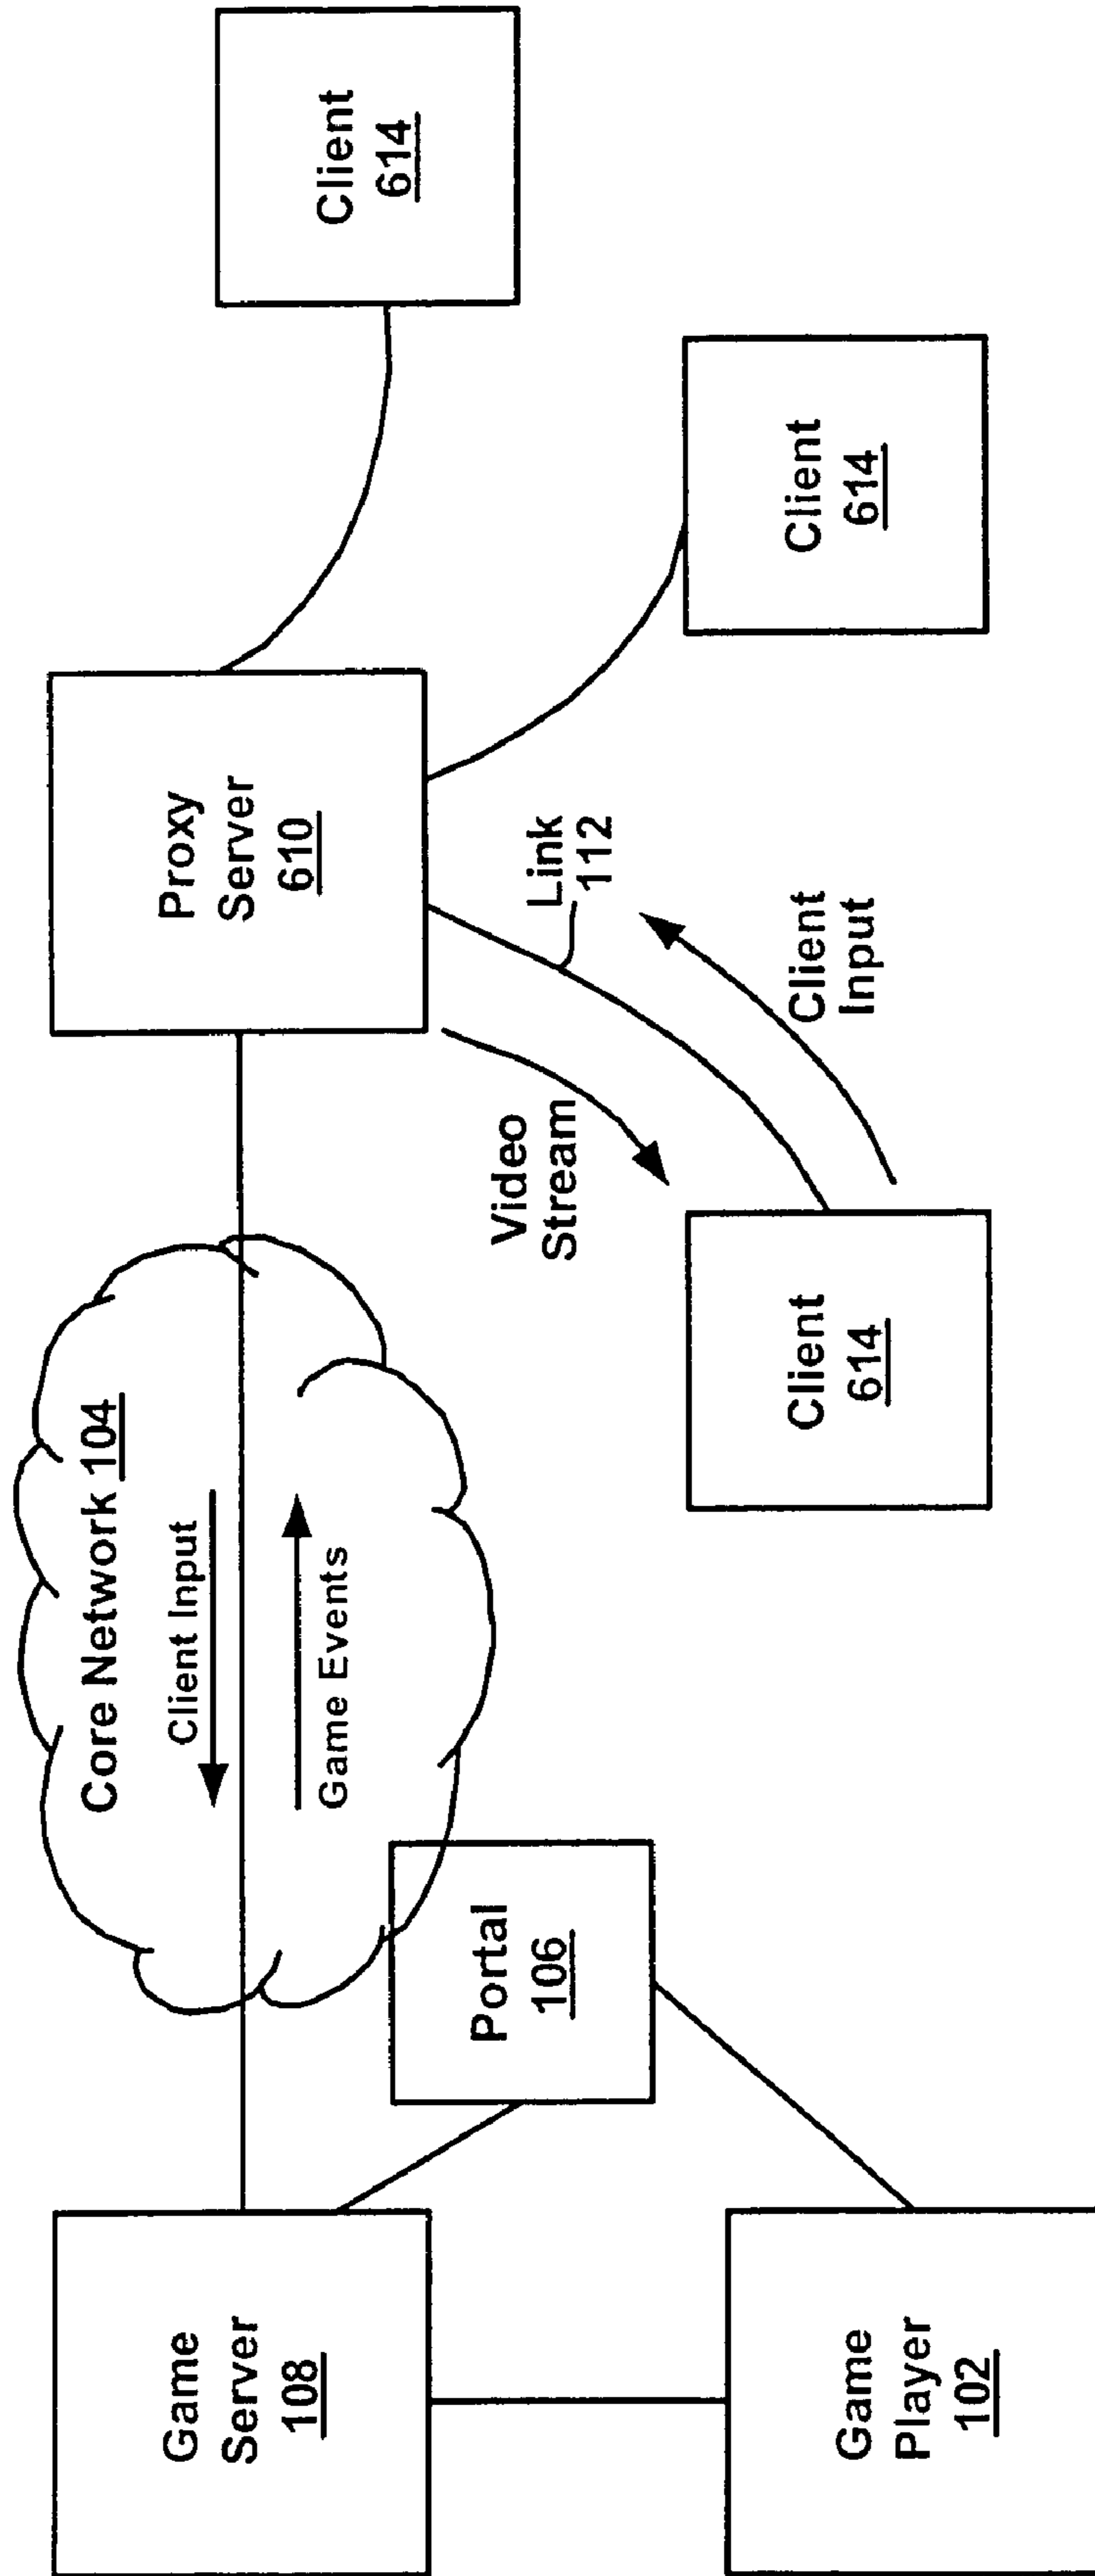 Core Network 104
Client Input
Game Events
Game
Server
108
Portal
106
Game
Player
102
Proxy
Server
610
Video
Stream
Link
112
Client
Input
Client
614
Client
614
Client
614